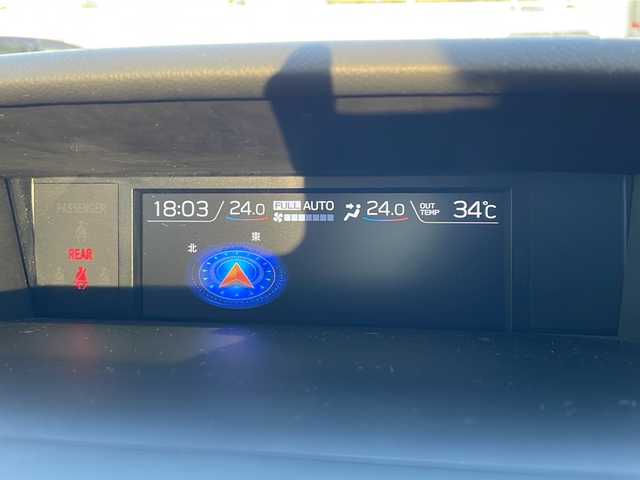 PASSENGER
REAR
18:03 24.0 FULL AUTO 24.0 OUT TEMP 34℃
北 東